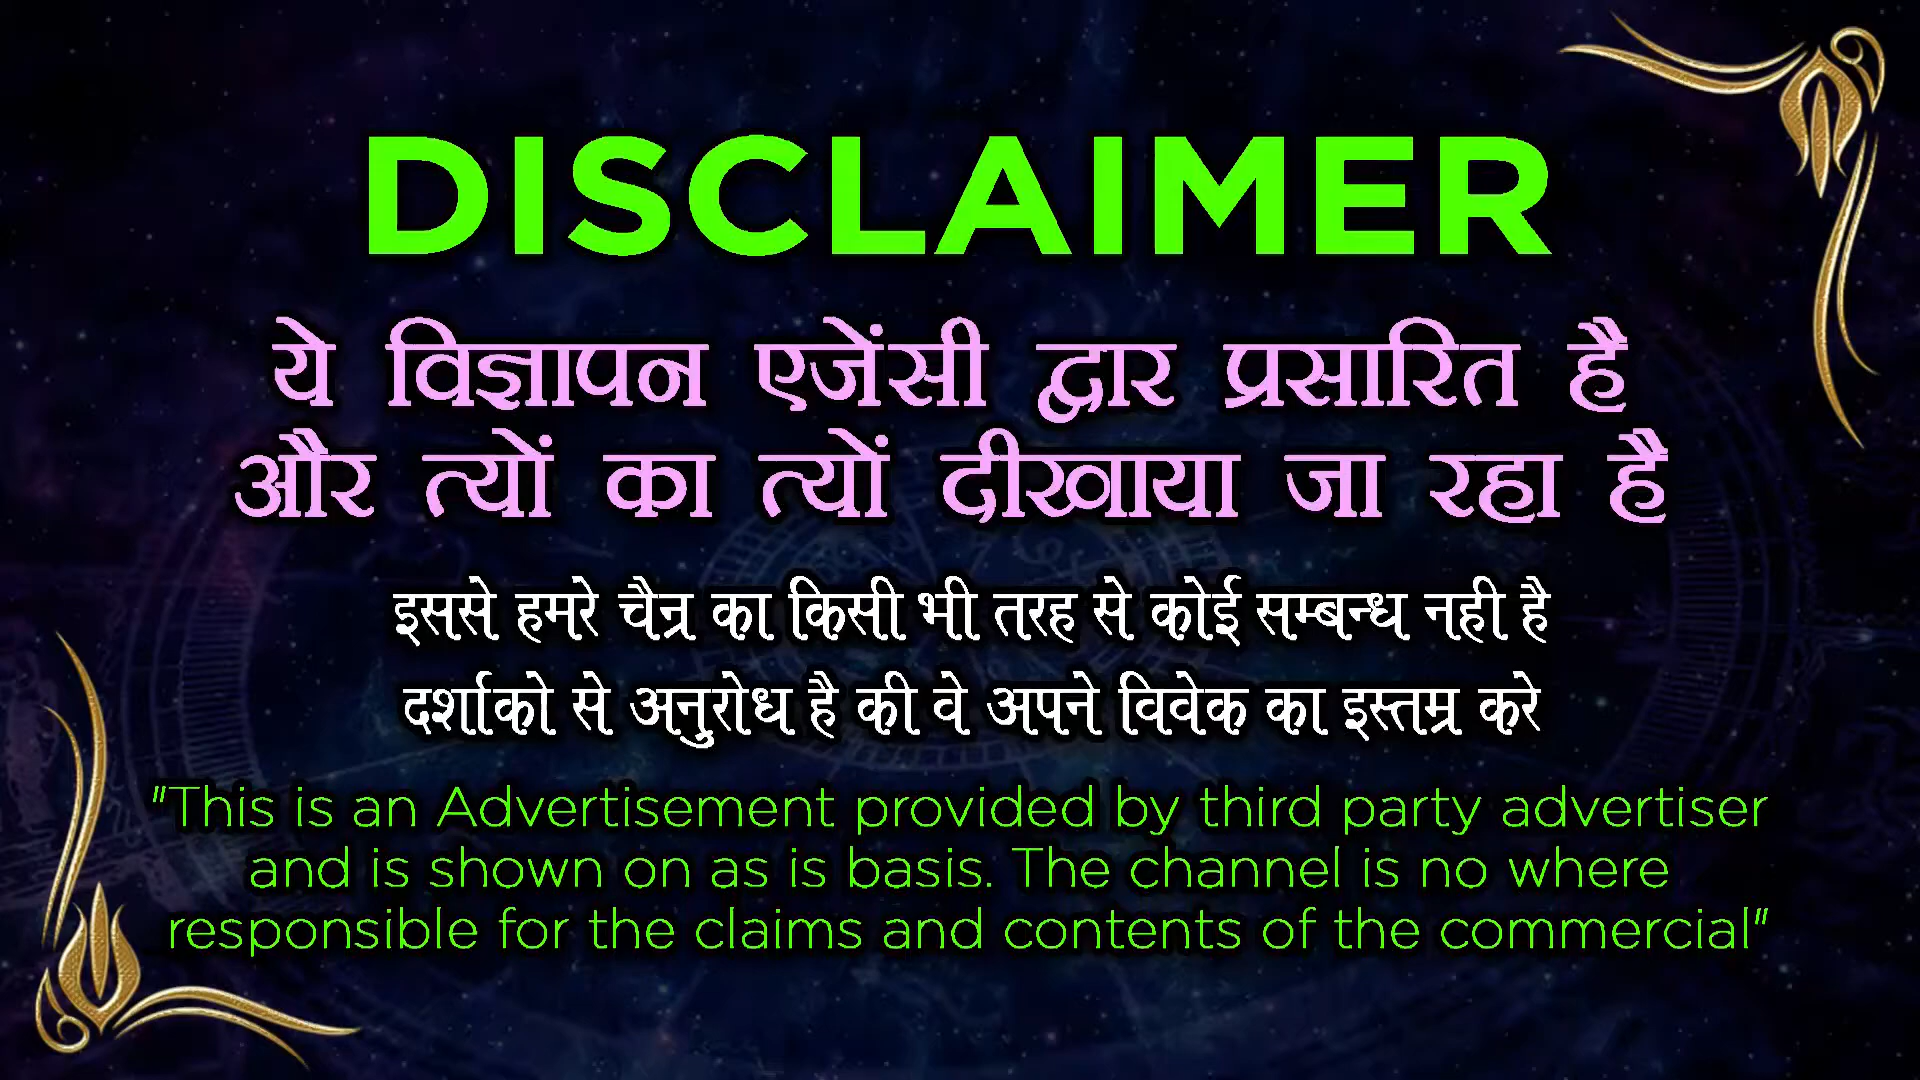 DISCLAIMER
ये विज्ञापन एजेंसी द्वार प्रसारित है
और त्यों का त्यों दीखाया जा रहा है
इससे हमरे चैन्र का किसी भी तरह से कोई सम्बन्ध नही है
दर्शाको से अनुरोध है की वे अपने विवेक का इस्तम्र करे
"This is an Advertisement provided by third party advertiser
and is shown on as is basis. The channel is no where
responsible for the claims and contents of the commercial"